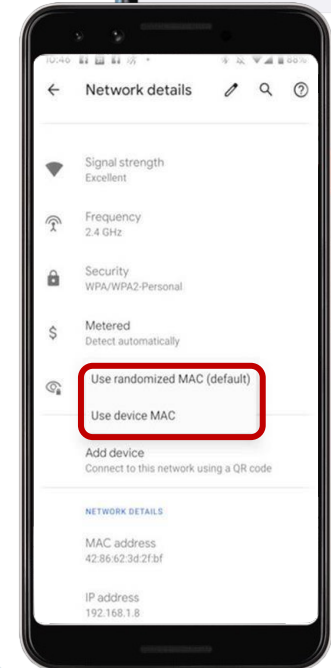 10:46
Network details
Signal strength
Excellent
Frequency
2.4 GHz
Security
WPA/WPA2-Personal
$ Metered
Detect automatically
Use randomized MAC (default)
Use device MAC
Add device
Connect to this network using a QR code
NETWORK DETAILS
MAC address
42:86:62:3d:2f:bf
IP address
192.168.1.8